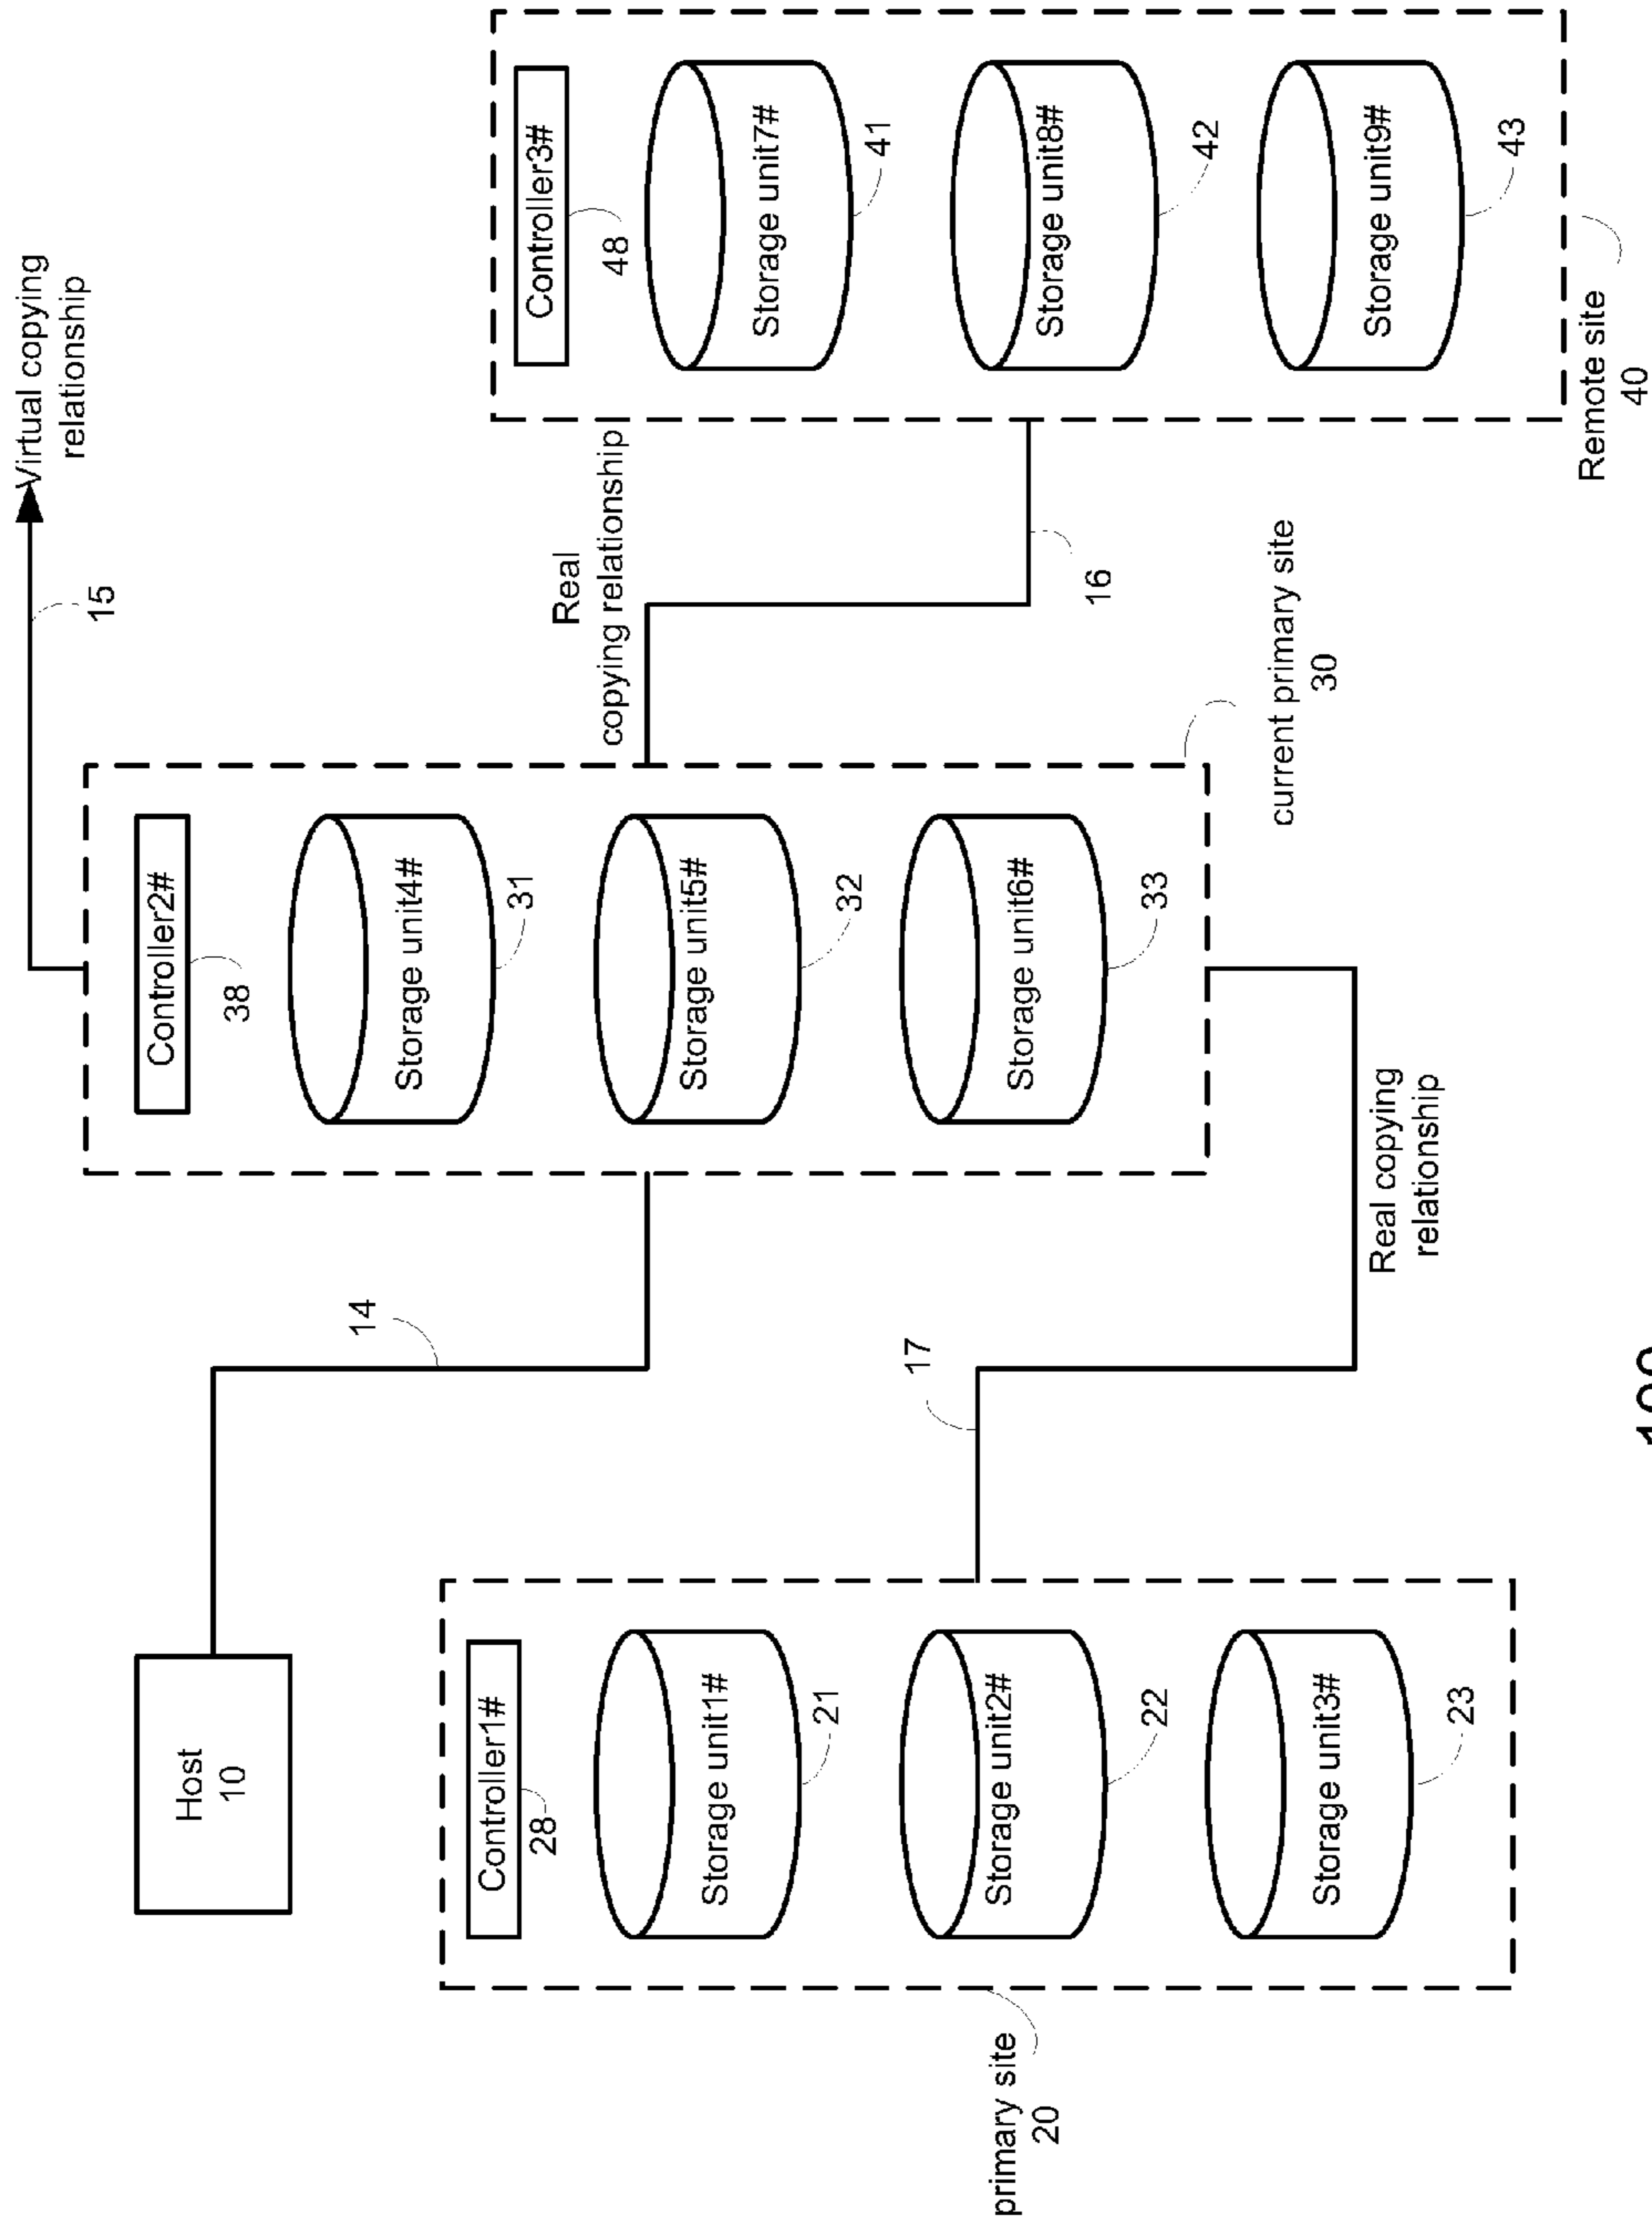 Host
10
14
primary site
20
Controller1#
28
Storage unit1#
21
Storage unit2#
22
Storage unit3#
23
17
Real copying
relationship
Controller2#
38
Storage unit4#
31
Storage unit5#
32
Storage unit6#
33
current primary site
30
15
Virtual copying
relationship
Real
copying relationship
16
Controller3#
48
Storage unit7#
41
Storage unit8#
42
Storage unit9#
43
Remote site
40